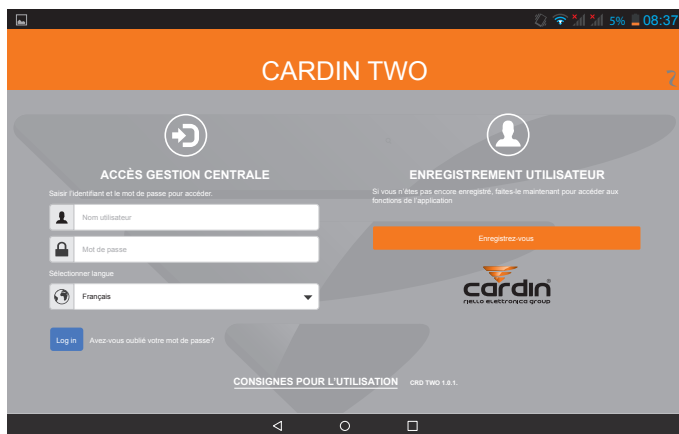 5% 08:37
CARDIN TWO
ACCÈS GESTION CENTRALE
Saisir l'identifiant et le mot de passe pour accéder.
Nom utilisateur
Mot de passe
Sélectionner langue
Français
Log in Avez-vous oublié votre mot de passe?
ENREGISTREMENT UTILISATEUR
Si vous n'êtes pas encore enregistré, faites-le maintenant pour accéder aux
fonctions de l'application
Enregistrez-vous
cardin
riello elettronica group
CONSIGNES POUR L'UTILISATION CRD TWO 1.0.1.